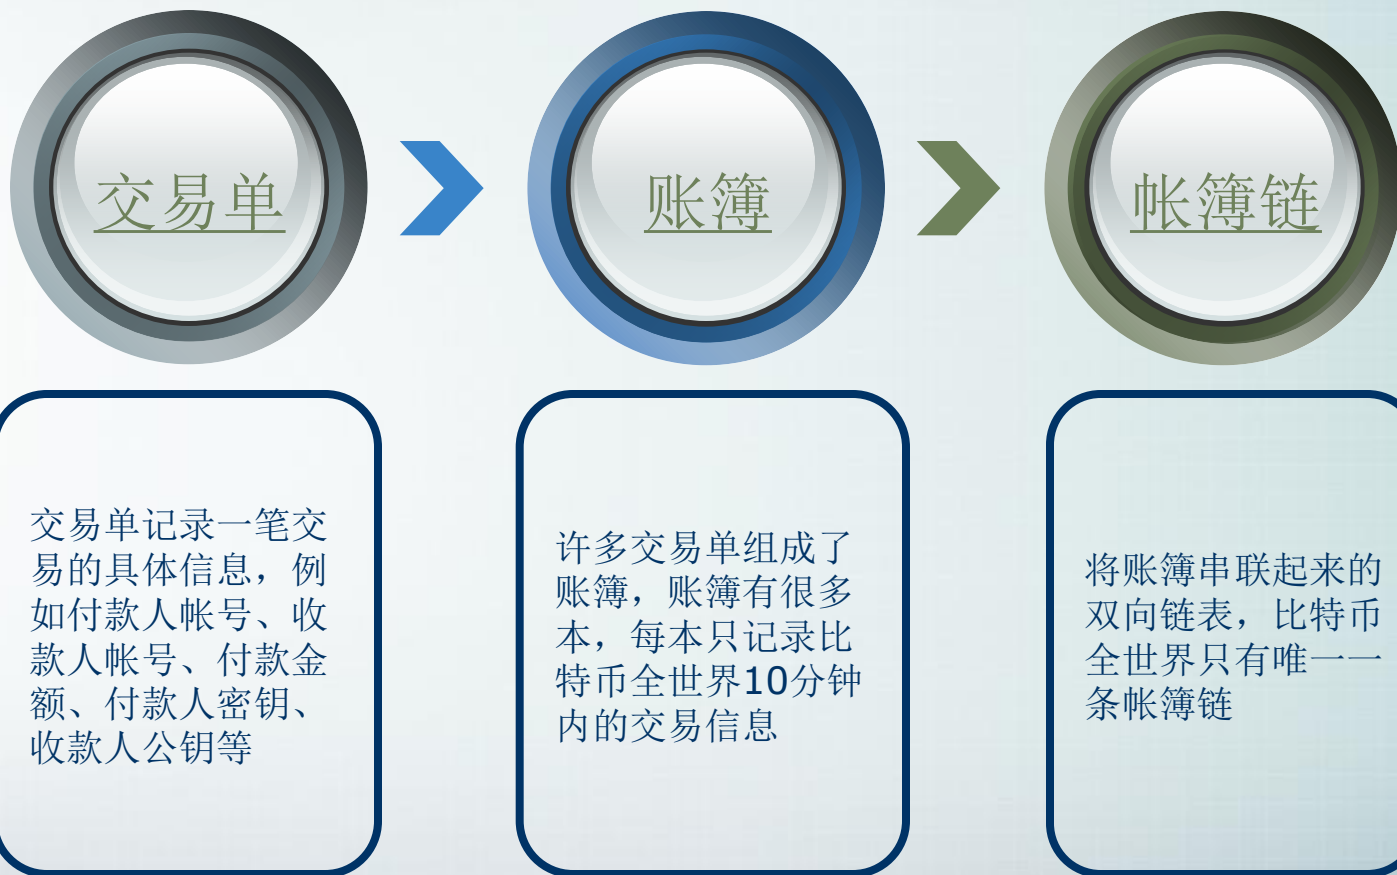 交易单
账簿
帐簿链
交易单记录一笔交
易的具体信息，例
如付款人帐号、收
款人帐号、付款金
额、付款人密钥、
收款人公钥等
许多交易单组成了
账簿，账簿有很多
本，每本只记录比
特币全世界10分钟
内的交易信息
将账簿串联起来的
双向链表，比特币
全世界只有唯一一
条帐簿链